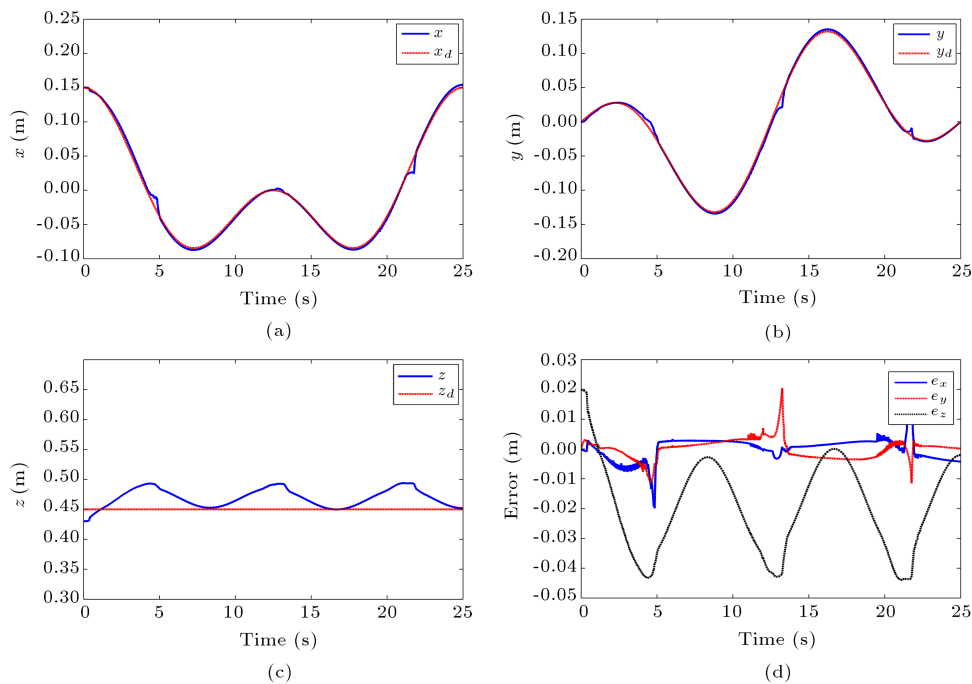 0.25
0.20
0.15
0.10
0.05
0.00
-0.05
-0.10
x (m)
x
x_d
0 5 10 15 20 25
Time (s)
(a)
0.15
0.10
0.05
0.00
-0.05
-0.10
-0.15
-0.20
y (m)
y
y_d
0 5 10 15 20 25
Time (s)
(b)
0.65
0.60
0.55
0.50
0.45
0.40
0.35
0.30
z (m)
z
z_d
0 5 10 15 20 25
Time (s)
(c)
0.03
0.02
0.01
0.00
-0.01
-0.02
-0.03
-0.04
-0.05
Error (m)
e_x
e_y
e_z
0 5 10 15 20 25
Time (s)
(d)